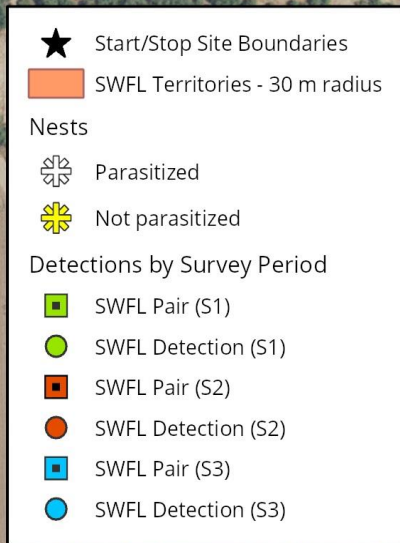 Start/Stop Site Boundaries
SWFL Territories - 30 m radius
Nests
Parasitized
Not parasitized
Detections by Survey Period
SWFL Pair (S1)
SWFL Detection (S1)
SWFL Pair (S2)
SWFL Detection (S2)
SWFL Pair (S3)
SWFL Detection (S3)